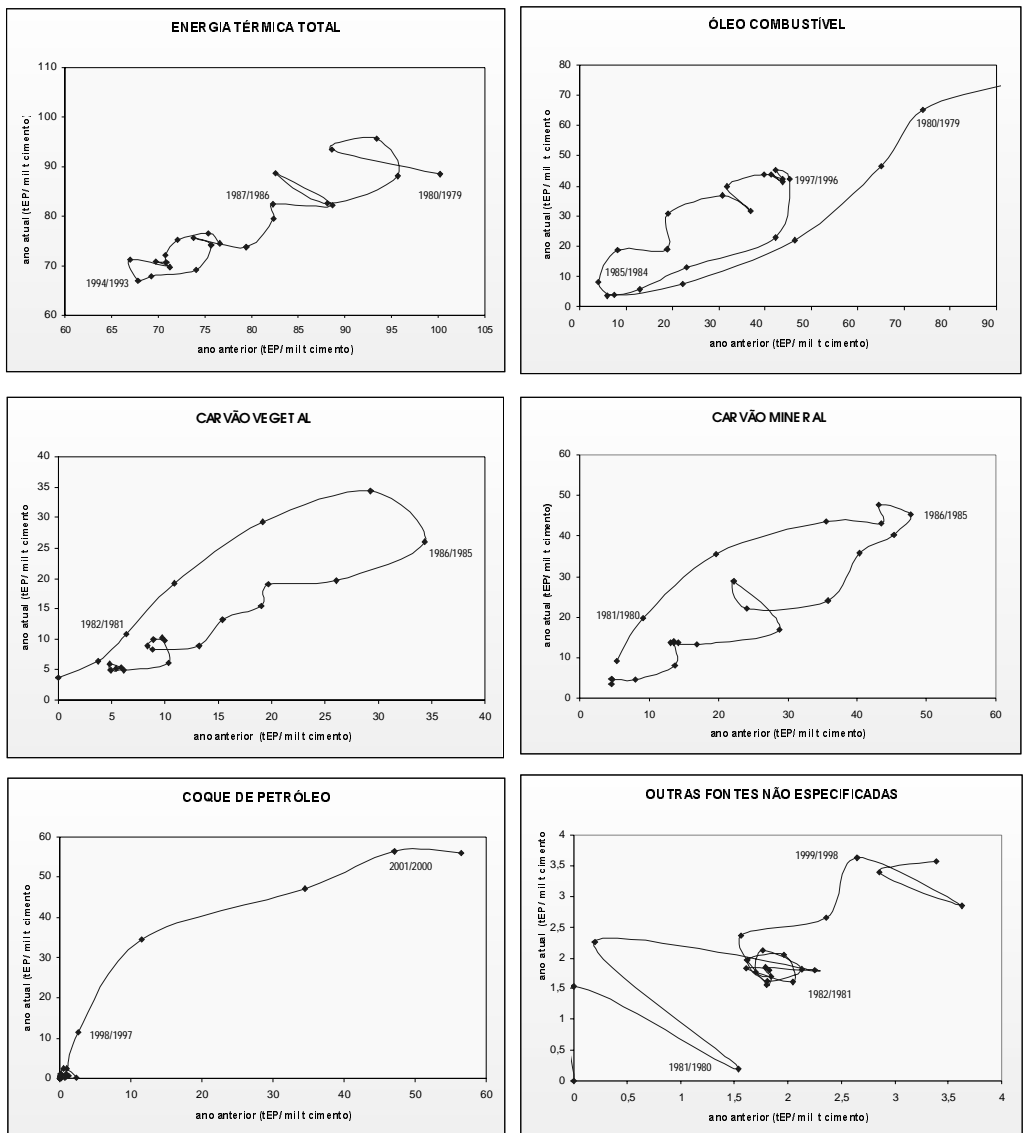 ENERGIA TÉRMICA TOTAL
ano atual (tEP/ mil t cimento)
110
100
90
80
70
60
1987/1986
1980/1979
1994/1993
60 65 70 75 80 85 90 95 100 105
ano anterior (tEP/ mil t cimento)
ÓLEO COMBUSTÍVEL
ano atual (tEP/ mil t cimento
80
70
60
50
40
30
20
10
0
1980/1979
1997/1996
1985/1984
0 10 20 30 40 50 60 70 80 90
ano anterior (tEP/ mil t cimento)
CARVÃO VEGETAL
ano atual (tEP/ mil t cimento
40
35
30
25
20
15
10
5
0
1986/1985
1982/1981
0 5 10 15 20 25 30 35 40
ano anterior (tEP/ mil t cimento)
CARVÃO MINERAL
ano atual (tEP/ mil t cimento)
60
50
40
30
20
10
0
1986/1985
1981/1980
0 10 20 30 40 50 60
ano anterior (tEP/ mil t cimento)
COQUE DE PETRÓLEO
ano atual (tEP/ mil t cimento
60
50
40
30
20
10
0
2001/2000
1998/1997
0 10 20 30 40 50 60
ano anterior (tEP/ mil t cimento)
OUTRAS FONTES NÃO ESPECIFICADAS
ano atual (tEP/ mil t cimento
4
3,5
3
2,5
2
1,5
1
0,5
0
1999/1998
1982/1981
1981/1980
0 0,5 1 1,5 2 2,5 3 3,5 4
ano anterior (tEP/ mil t cimento)